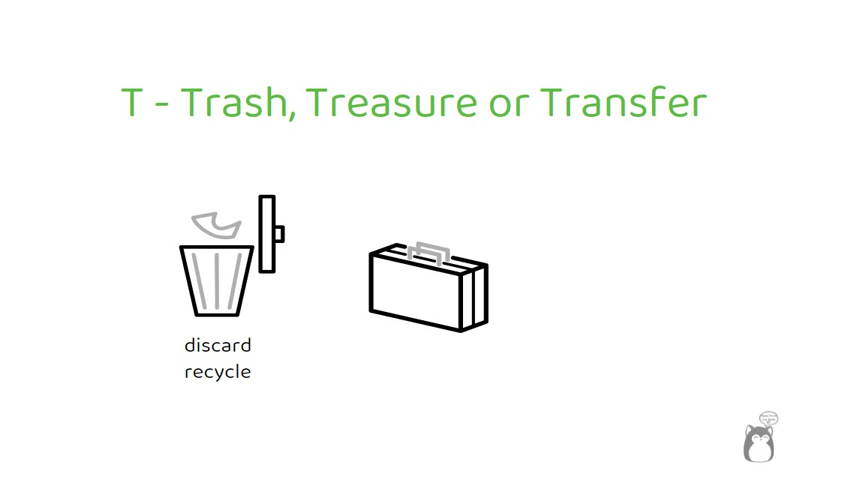 T - Trash, Treasure or Transfer
discard
recycle